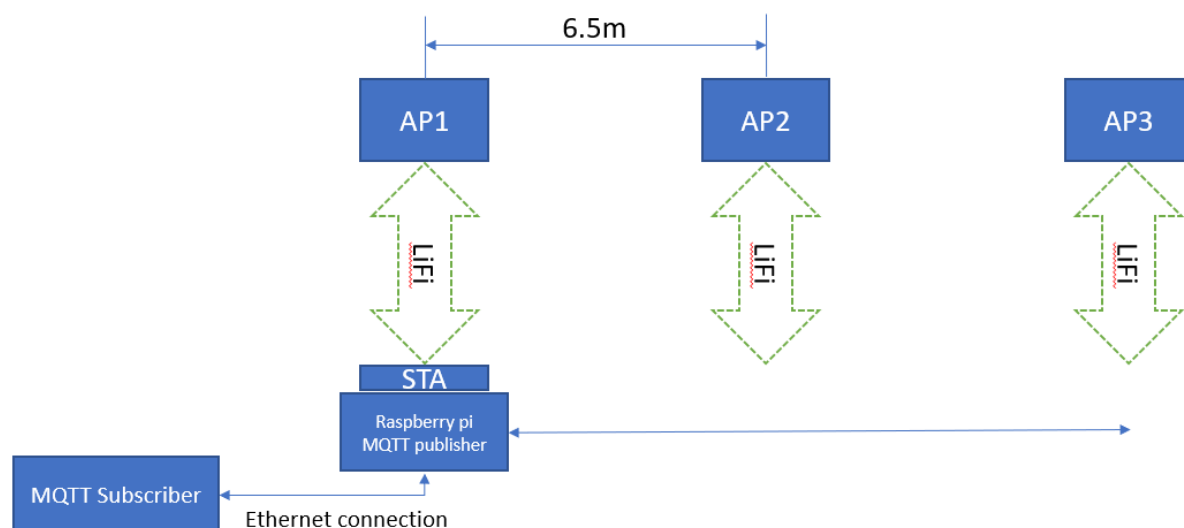 6.5m
AP1
AP2
AP3
LiFi
LiFi
LiFi
STA
Raspberry pi
MQTT publisher
MQTT Subscriber
Ethernet connection